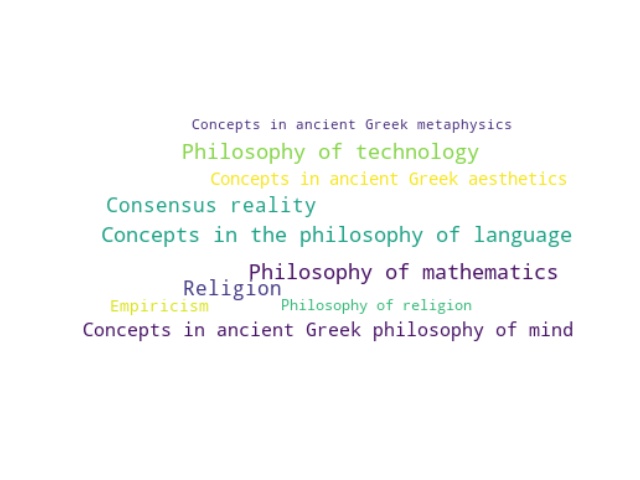 Concepts in ancient Greek metaphysics
Philosophy of technology
Concepts in ancient Greek aesthetics
Consensus reality
Concepts in the philosophy of language
Philosophy of mathematics
Religion
Empiricism
Philosophy of religion
Concepts in ancient Greek philosophy of mind